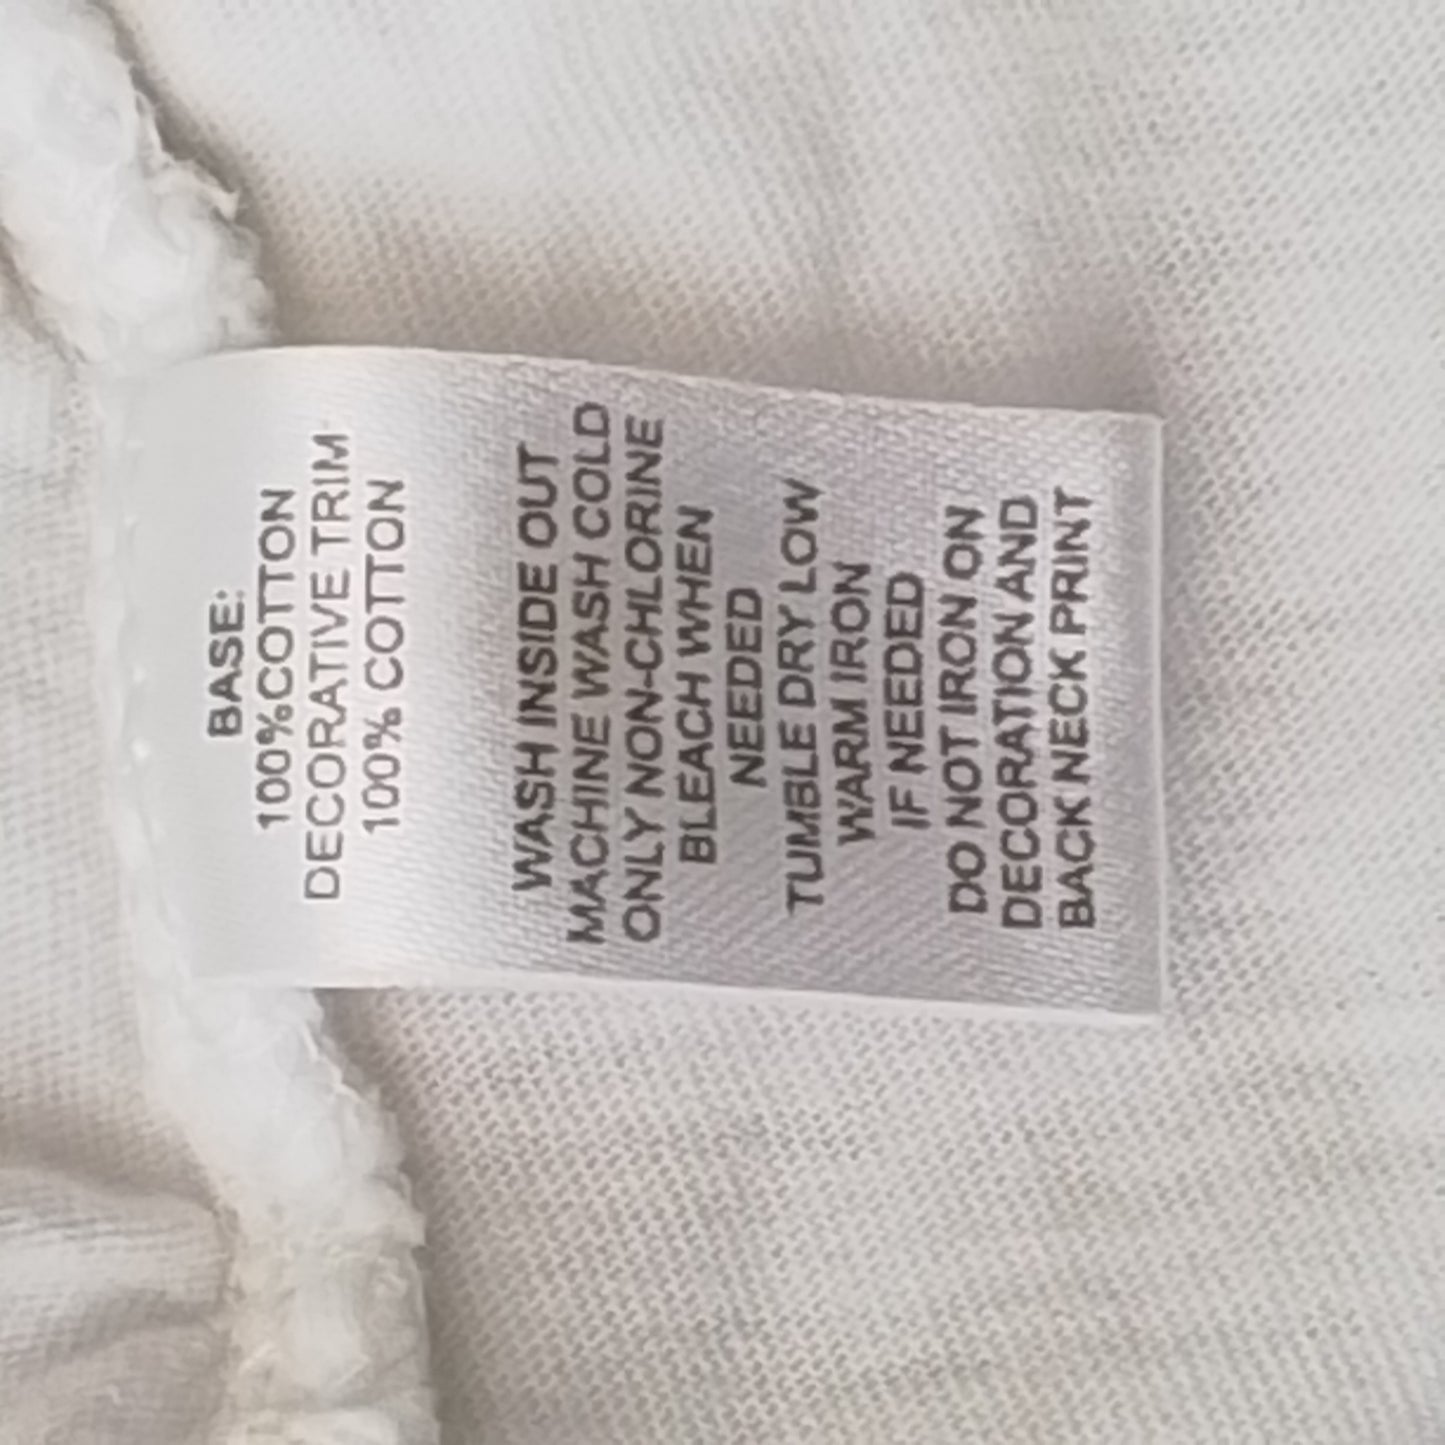 BASE:
100%COTTON
DECORATIVE TRIM
100% COTTON
WASH INSIDE OUT
MACHINE WASH COLD
ONLY NON-CHLORINE
BLEACH WHEN
NEEDED
TUMBLE DRY LOW
WARM IRON
IF NEEDED
DO NOT IRON ON
DECORATION AND
BACK NECK PRINT